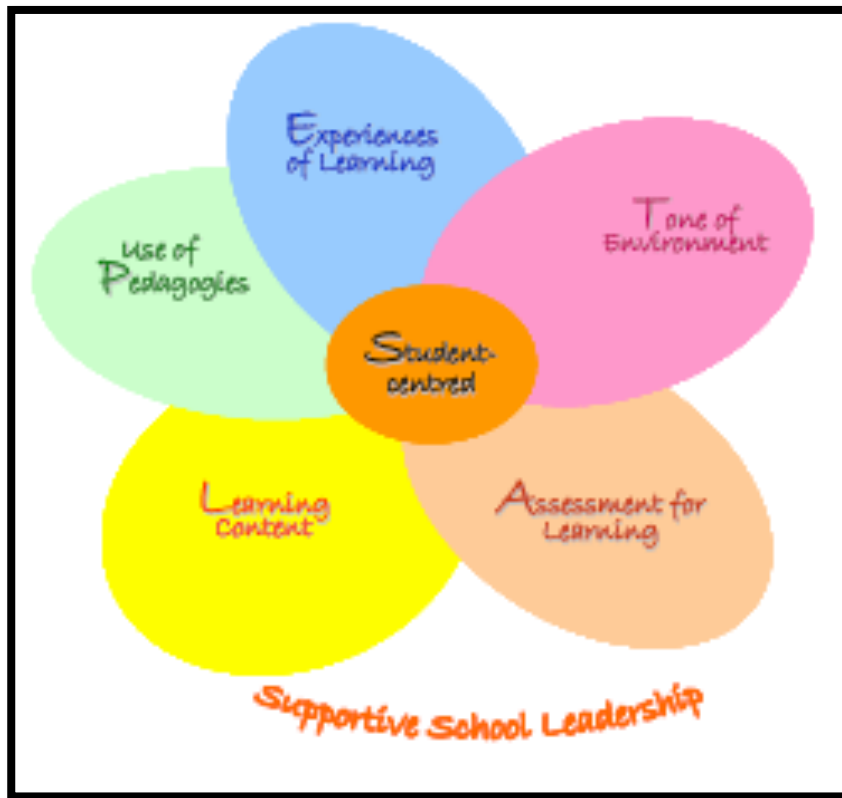 Experiences
of Learning
Tone of
Environment
Use of
Pedagogies
Student-
centred
Learning
Content
Assessment for
Learning
Supportive School Leadership